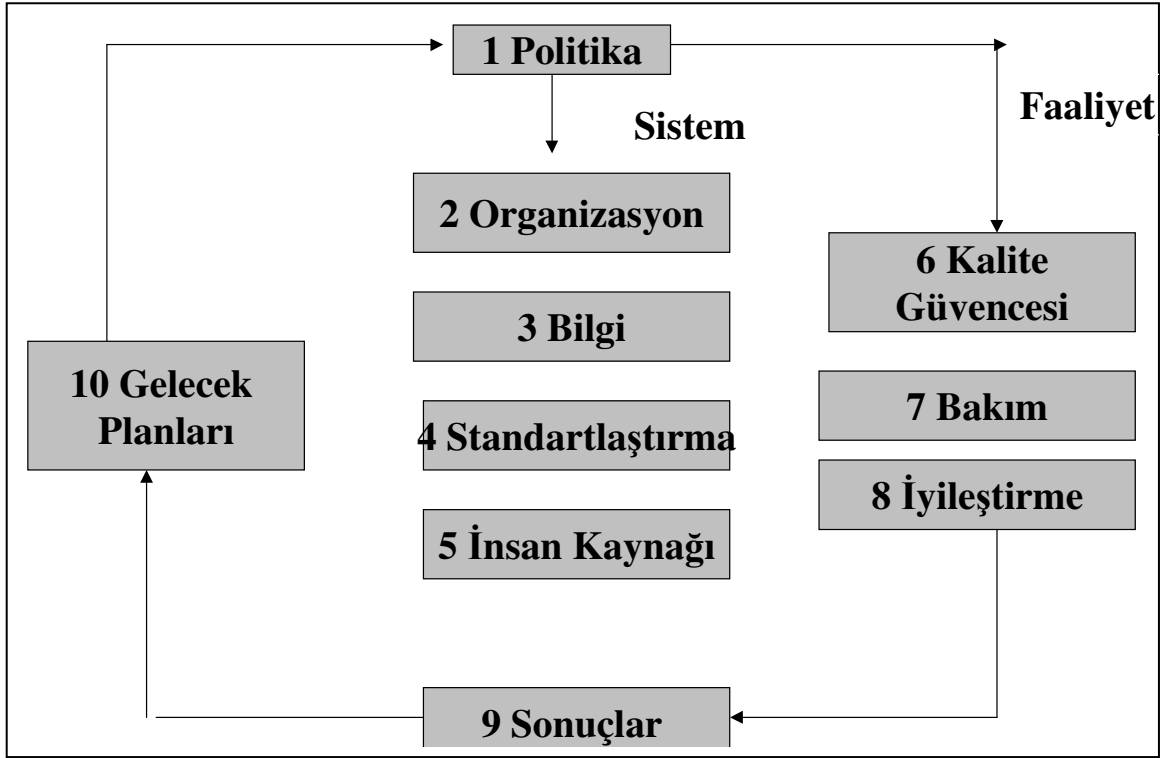 1 Politika
Faaliyet
Sistem
2 Organizasyon
6 Kalite
Güvencesi
3 Bilgi
10 Gelecek
Planları
7 Bakım
4 Standartlaştırma
8 İyileştirme
5 İnsan Kaynağı
9 Sonuçlar